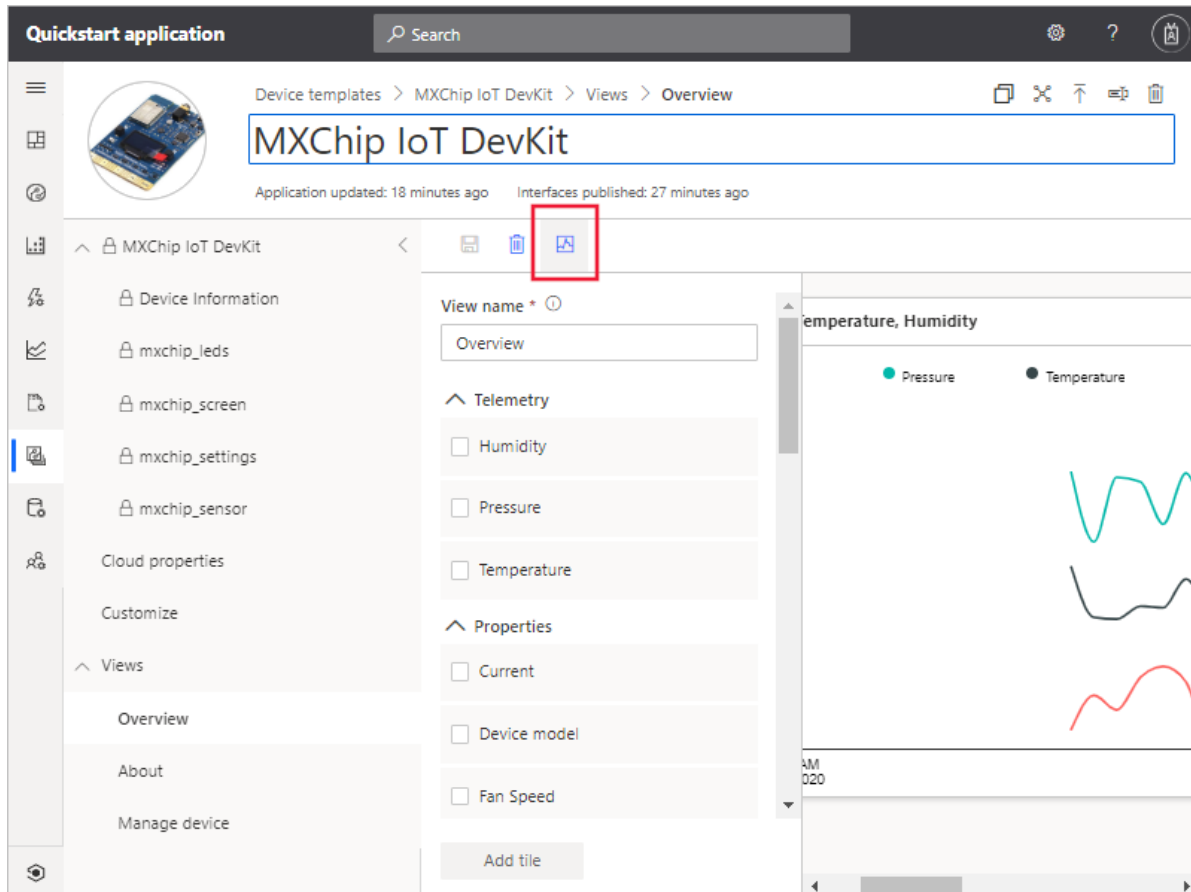 Quickstart application
Search
?
Device templates > MXChip IoT DevKit > Views > Overview
MXChip IoT DevKit
Application updated: 18 minutes ago Interfaces published: 27 minutes ago
MXChip IoT DevKit
Device Information
mxchip_leds
mxchip_screen
mxchip_settings
mxchip_sensor
Cloud properties
Customize
Views
Overview
About
Manage device
View name *
Overview
Telemetry
Humidity
Pressure
Temperature
Properties
Current
Device model
Fan Speed
Add tile
Temperature, Humidity
Pressure Temperature
AM
020